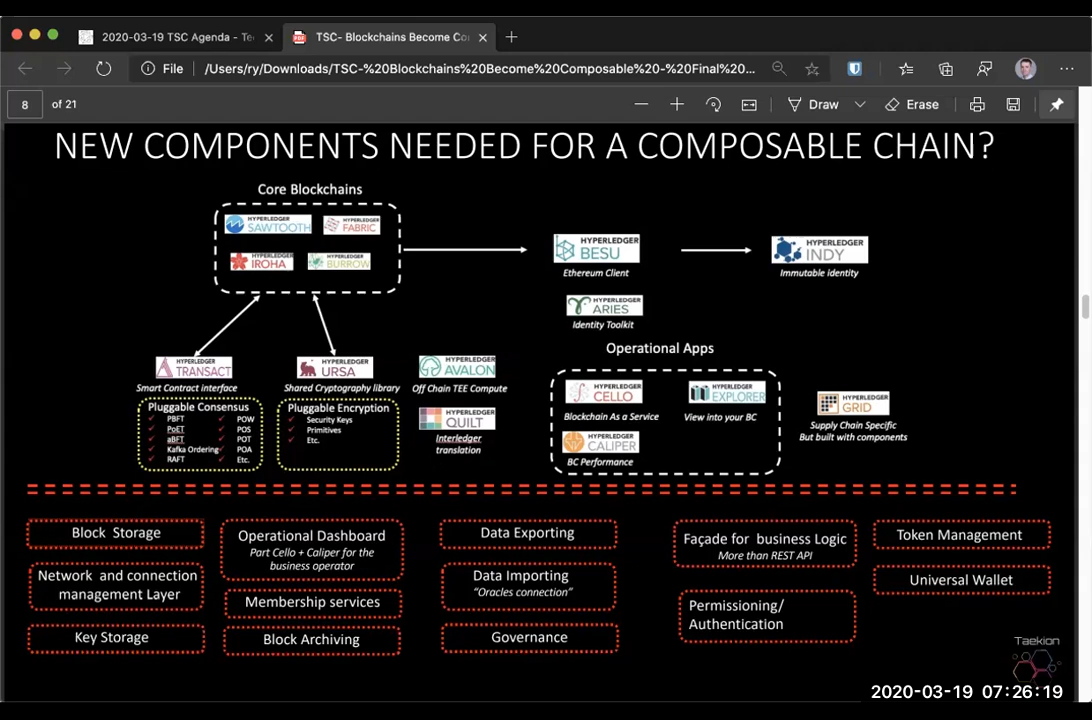 2020-03-19 TSC Agenda - Te
TSC- Blockchains Become Co
File
/Users/ry/Downloads/TSC-%20Blockchains%20Become%20Composable%20-%20Final%20...
8
of 21
Draw
Erase
NEW COMPONENTS NEEDED FOR A COMPOSABLE CHAIN?
Core Blockchains
HYPERLEDGER
SAWTOOTH
HYPERLEDGER
FABRIC
HYPERLEDGER
IROHA
HYPERLEDGER
BURROW
HYPERLEDGER
BESU
Ethereum Client
HYPERLEDGER
INDY
Immutable identity
HYPERLEDGER
ARIES
Identity Toolkit
HYPERLEDGER
TRANSACT
Smart Contract interface
Pluggable Consensus
PBFT
POW
PoET
POS
aBFT
POT
Kafka Ordering
POA
RAFT
Etc.
HYPERLEDGER
URSA
Shared Cryptography library
Pluggable Encryption
Security Keys
Primitives
Etc.
HYPERLEDGER
AVALON
Off Chain TEE Compute
HYPERLEDGER
QUILT
Interledger
translation
Operational Apps
HYPERLEDGER
CELLO
Blockchain As a Service
HYPERLEDGER
EXPLORER
View into your BC
HYPERLEDGER
CALIPER
BC Performance
HYPERLEDGER
GRID
Supply Chain Specific
But built with components
Block Storage
Network and connection
management Layer
Key Storage
Operational Dashboard
Part Cello + Caliper for the
business operator
Membership services
Block Archiving
Data Exporting
Data Importing
"Oracles connection"
Governance
Façade for business Logic
More than REST API
Permissioning/
Authentication
Token Management
Universal Wallet
Taekion
2020-03-19 07:26:19